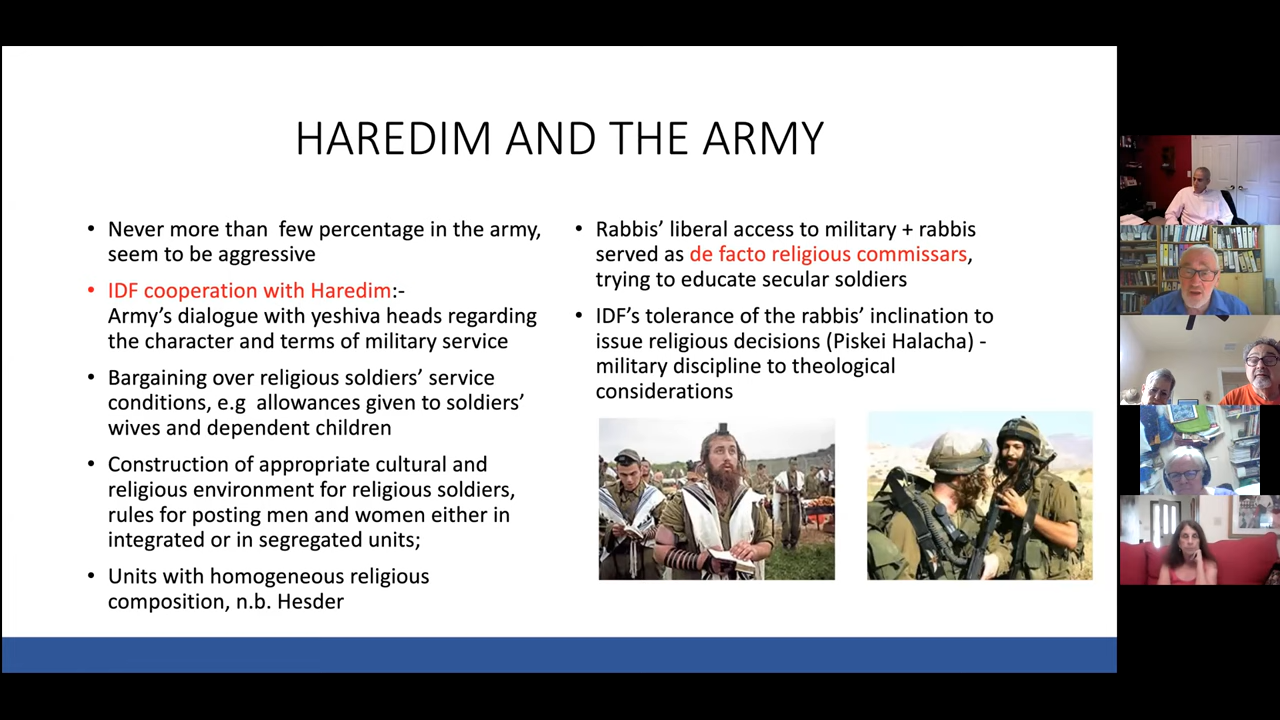 HAREDIM AND THE ARMY
• Never more than few percentage in the army,
seem to be aggressive
• IDF cooperation with Haredim:-
Army’s dialogue with yeshiva heads regarding
the character and terms of military service
• Bargaining over religious soldiers’ service
conditions, e.g allowances given to soldiers’
wives and dependent children
• Construction of appropriate cultural and
religious environment for religious soldiers,
rules for posting men and women either in
integrated or in segregated units;
• Units with homogeneous religious
composition, n.b. Hesder
• Rabbis’ liberal access to military + rabbis
served as de facto religious commissars,
trying to educate secular soldiers
• IDF’s tolerance of the rabbis’ inclination to
issue religious decisions (Piskei Halacha) -
military discipline to theological
considerations